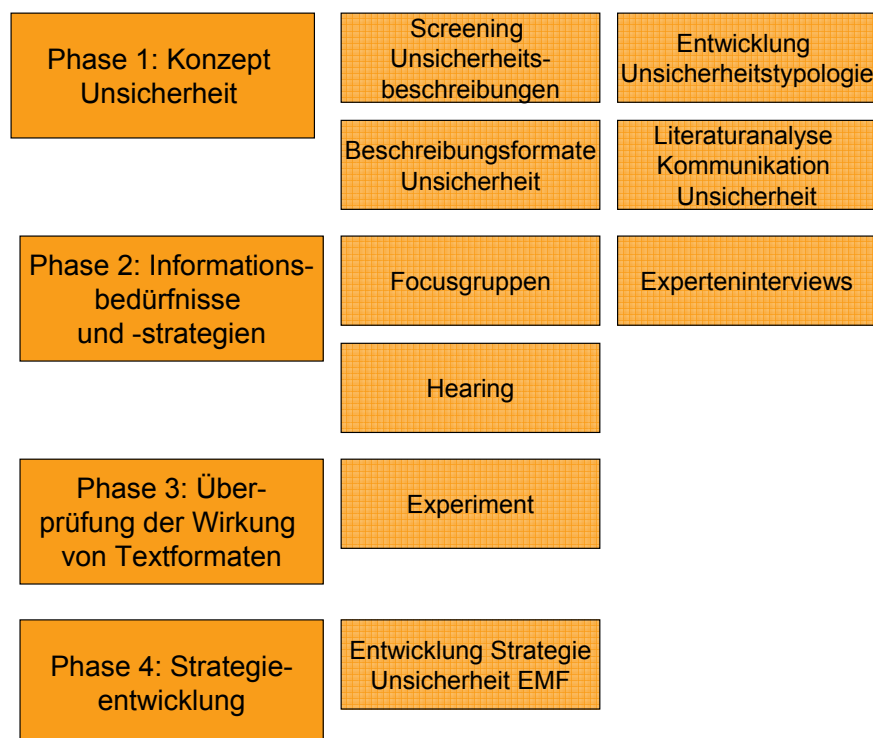 Phase 1: Konzept
Unsicherheit
Screening
Unsicherheits-
beschreibungen
Entwicklung
Unsicherheitstypologie
Beschreibungsformate
Unsicherheit
Literaturanalyse
Kommunikation
Unsicherheit
Phase 2: Informations-
bedürfnisse
und -strategien
Focusgruppen
Experteninterviews
Hearing
Phase 3: Über-
prüfung der Wirkung
von Textformaten
Experiment
Phase 4: Strategie-
entwicklung
Entwicklung Strategie
Unsicherheit EMF